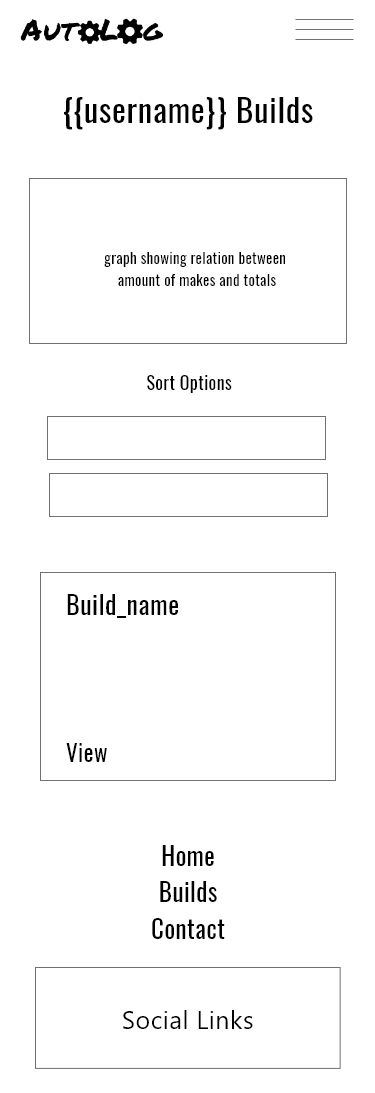 AUTOLOG
{{username}} Builds
graph showing relation between
amount of makes and totals
Sort Options
Build_name
View
Home
Builds
Contact
Social Links